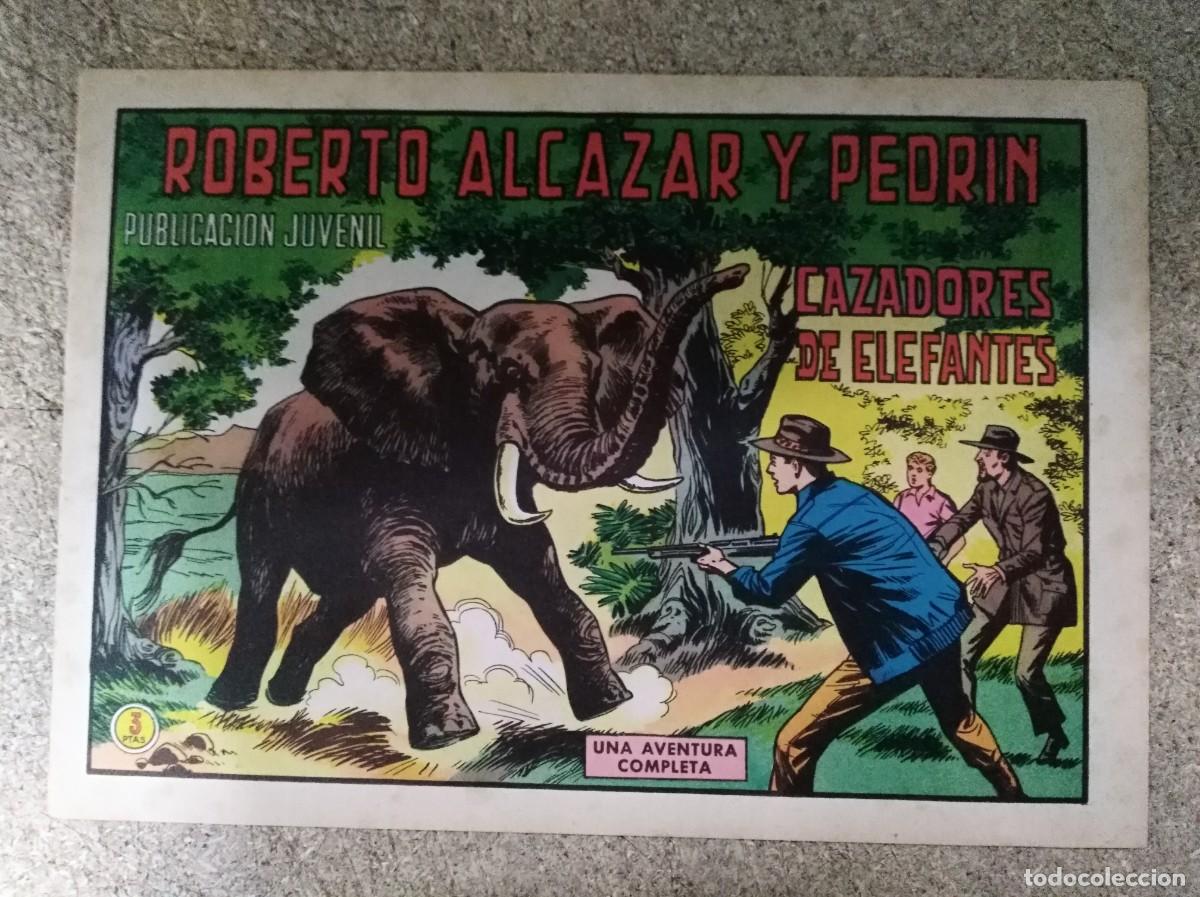 ROBERTO ALCAZAR Y PEDRIN
PUBLICACION JUVENIL
CAZADORES
DE ELEFANTES
3
PTAS
UNA AVENTURA
COMPLETA
todocoleccion